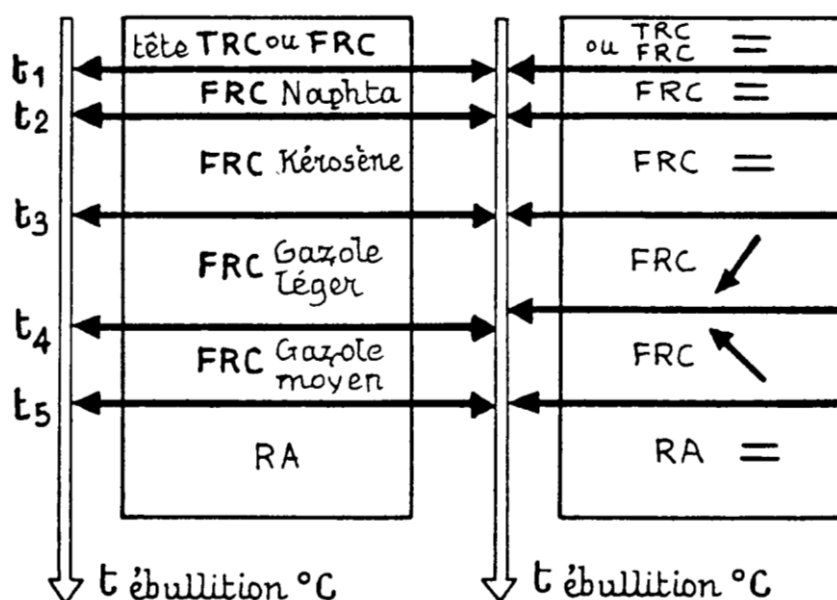 tête TRC ou FRC
t1
FRC Naphta
t2
FRC Kérosène
t3
FRC Gazole
léger
t4
FRC Gazole
moyen
t5
RA
t ébullition °C
TRC
ou FRC =
FRC =
FRC =
FRC
FRC
RA =
t ébullition °C